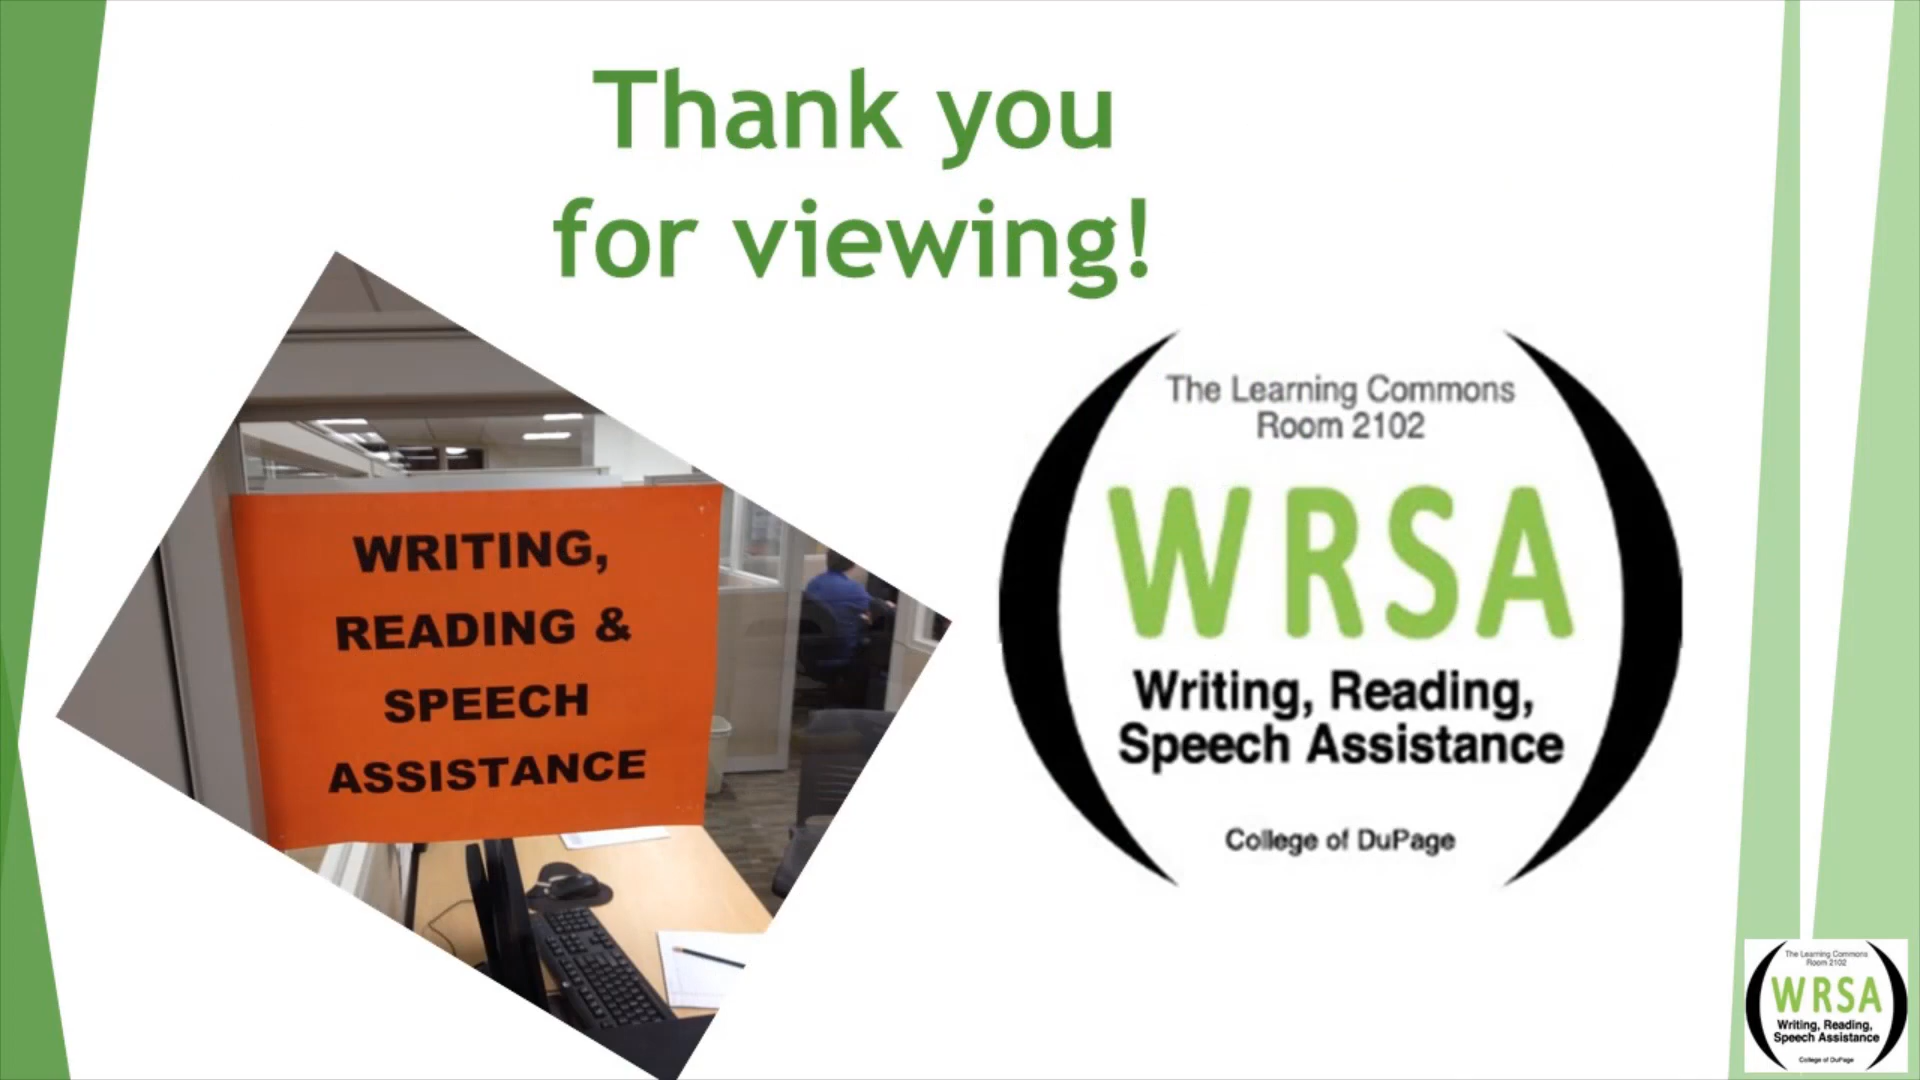 Thank you
for viewing!
WRITING,
READING &
SPEECH
ASSISTANCE
The Learning Commons
Room 2102
WRSA
Writing, Reading,
Speech Assistance
College of DuPage
The Learning Commons
Room 2102
WRSA
Writing, Reading,
Speech Assistance
College of DuPage